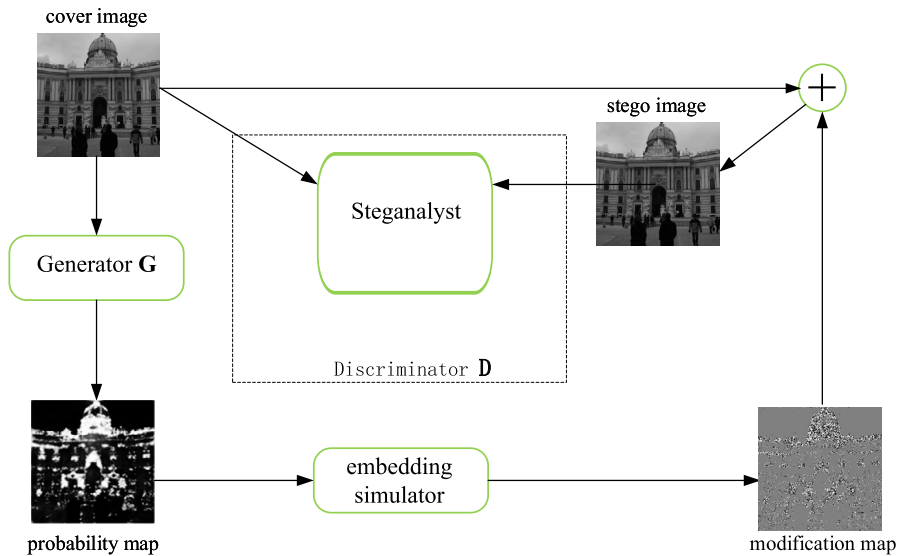 cover image
stego image
Steganalyst
Generator G
Discriminator D
embedding
simulator
probability map
modification map